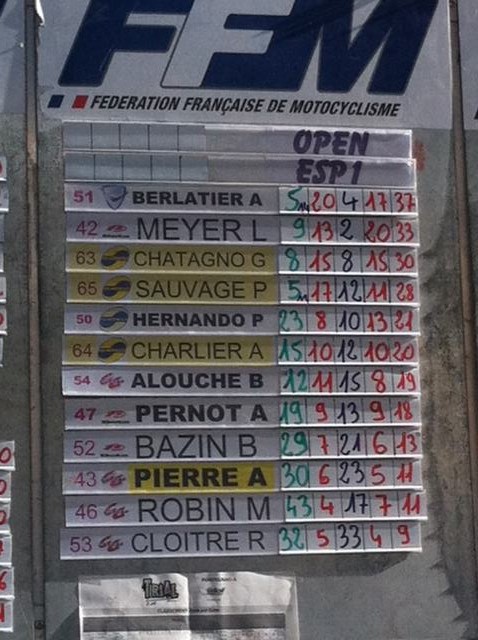 FFM
FEDERATION FRANÇAISE DE MOTOCYCLISME
OPEN
ESP1
51 BERLATIER A 5 20 4 17 37
42 MEYER L 9 13 2 20 33
63 CHATAGNO G 8 15 8 15 30
65 SAUVAGE P 5 17 12 11 28
50 HERNANDO P 23 8 10 13 21
64 CHARLIER A 15 10 12 10 20
54 ALOUCHE B 12 11 15 8 19
47 PERNOT A 19 9 13 9 18
52 BAZIN B 29 7 21 6 13
43 PIERRE A 30 6 23 5 11
46 ROBIN M 43 4 17 7 11
53 CLOITRE R 32 5 33 4 9
TRIAL